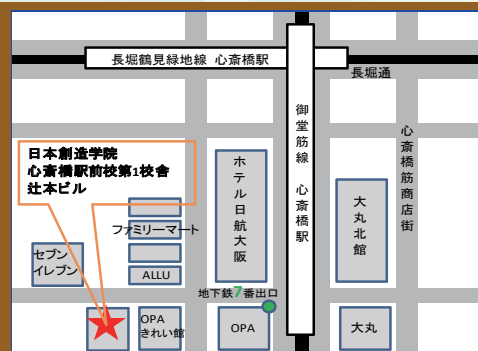 長堀鶴見緑地線 心斎橋駅
長堀通
御堂筋線 心斎橋駅
心斎橋筋商店街
日本創造学院
心斎橋駅前校第1校舎
辻本ビル
ホテル日航大阪
大丸北館
ファミリーマート
セブン
イレブン
ALLU
地下鉄7番出口
OPA
きれい館
OPA
大丸